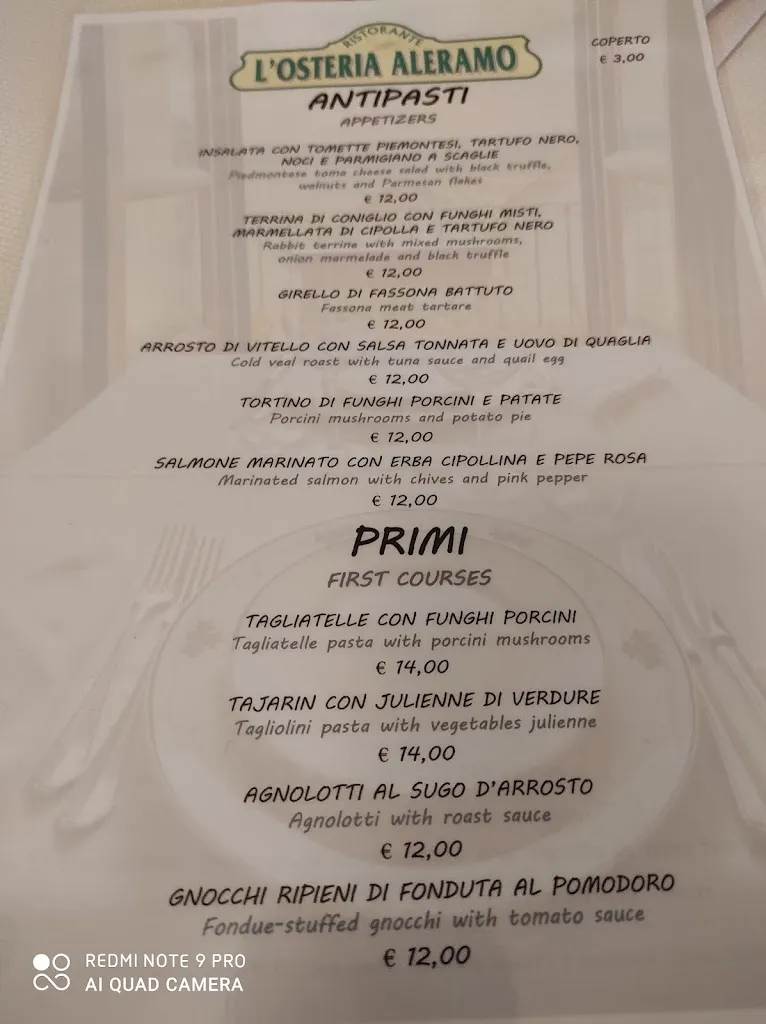 RISTORANTE
L'OSTERIA ALERAMO
COPERTO
€ 3,00
ANTIPASTI
APPETIZERS
INSALATA CON TOMETTE PIEMONTESI, TARTUFO NERO,
NOCI E PARMIGIANO A SCAGLIE
Piedmontese toma cheese salad with black truffle,
walnuts and Parmesan flakes
€ 12,00
TERRINA DI CONIGLIO CON FUNGHI MISTI,
MARMELLATA DI CIPOLLA E TARTUFO NERO
Rabbit terrine with mixed mushrooms,
onion marmelade and black truffle
€ 12,00
GIRELLO DI FASSONA BATTUTO
Fassona meat tartare
€ 12,00
ARROSTO DI VITELLO CON SALSA TONNATA E UOVO DI QUAGLIA
Cold veal roast with tuna sauce and quail egg
€ 12,00
TORTINO DI FUNGHI PORCINI E PATATE
Porcini mushrooms and potato pie
€ 12,00
SALMONE MARINATO CON ERBA CIPOLLINA E PEPE ROSA
Marinated salmon with chives and pink pepper
€ 12,00
PRIMI
FIRST COURSES
TAGLIATELLE CON FUNGHI PORCINI
Tagliatelle pasta with porcini mushrooms
€ 14,00
TAJARIN CON JULIENNE DI VERDURE
Tagliolini pasta with vegetables julienne
€ 14,00
AGNOLOTTI AL SUGO D'ARROSTO
Agnolotti with roast sauce
€ 12,00
GNOCCHI RIPIENI DI FONDUTA AL POMODORO
Fondue-stuffed gnocchi with tomato sauce
€ 12,00
REDMI NOTE 9 PRO
AI QUAD CAMERA